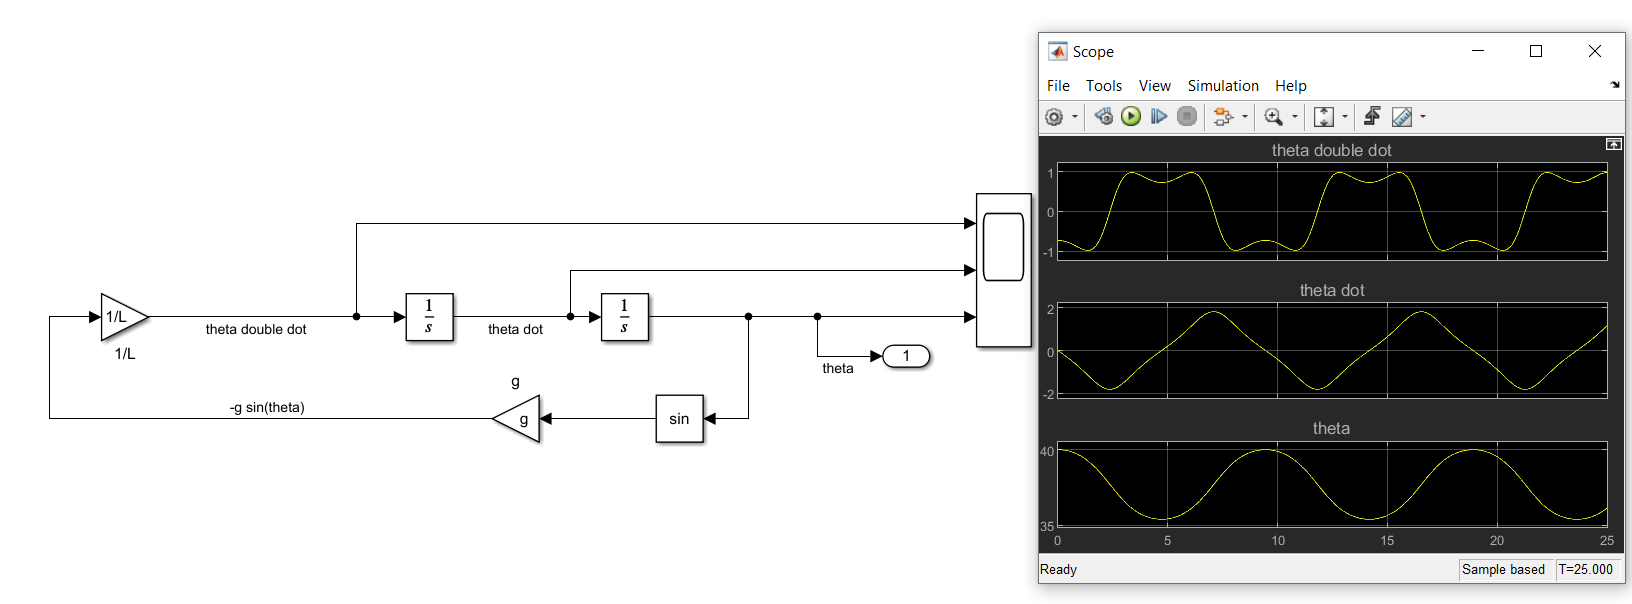 1/L
1/L
theta double dot
1
s
theta dot
1
s
1
theta
g
g
-g sin(theta)
sin
Scope
File Tools View Simulation Help
theta double dot
1
0
-1
theta dot
2
0
-2
theta
40
35
0 5 10 15 20 25
Ready Sample based T=25.000